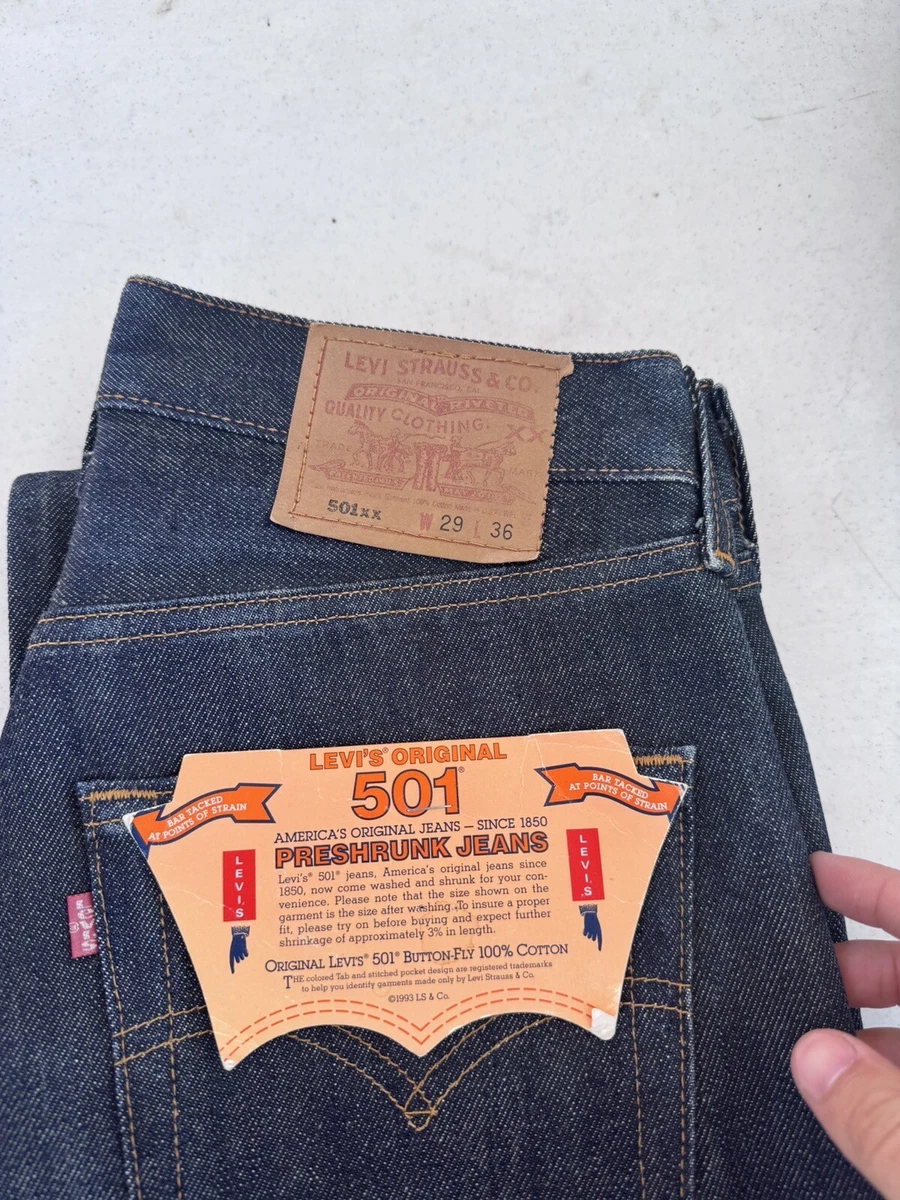 LEVI STRAUSS & CO.
SAN FRANCISCO, CAL
ORIGINAL RIVETED
QUALITY CLOTHING.
XX
TRADE MARK
501xx W 29 L 36
LEVI'S® ORIGINAL
501®
BAR TACKED
AT POINTS OF STRAIN
BAR TACKED
AT POINTS OF STRAIN
AMERICA'S ORIGINAL JEANS – SINCE 1850
PRESHRUNK JEANS
LEVI'S
LEVI'S
Levi's® 501® jeans, America's original jeans since
1850, now come washed and shrunk for your con-
venience. Please note that the size shown on the
garment is the size after washing. To insure a proper
fit, please try on before buying and expect further
shrinkage of approximately 3% in length.
ORIGINAL LEVI'S® 501® BUTTON-FLY 100% COTTON
THE colored Tab and stitched pocket design are registered trademarks
to help you identify garments made only by Levi Strauss & Co.
©1993 LS & Co.
LEVI'S